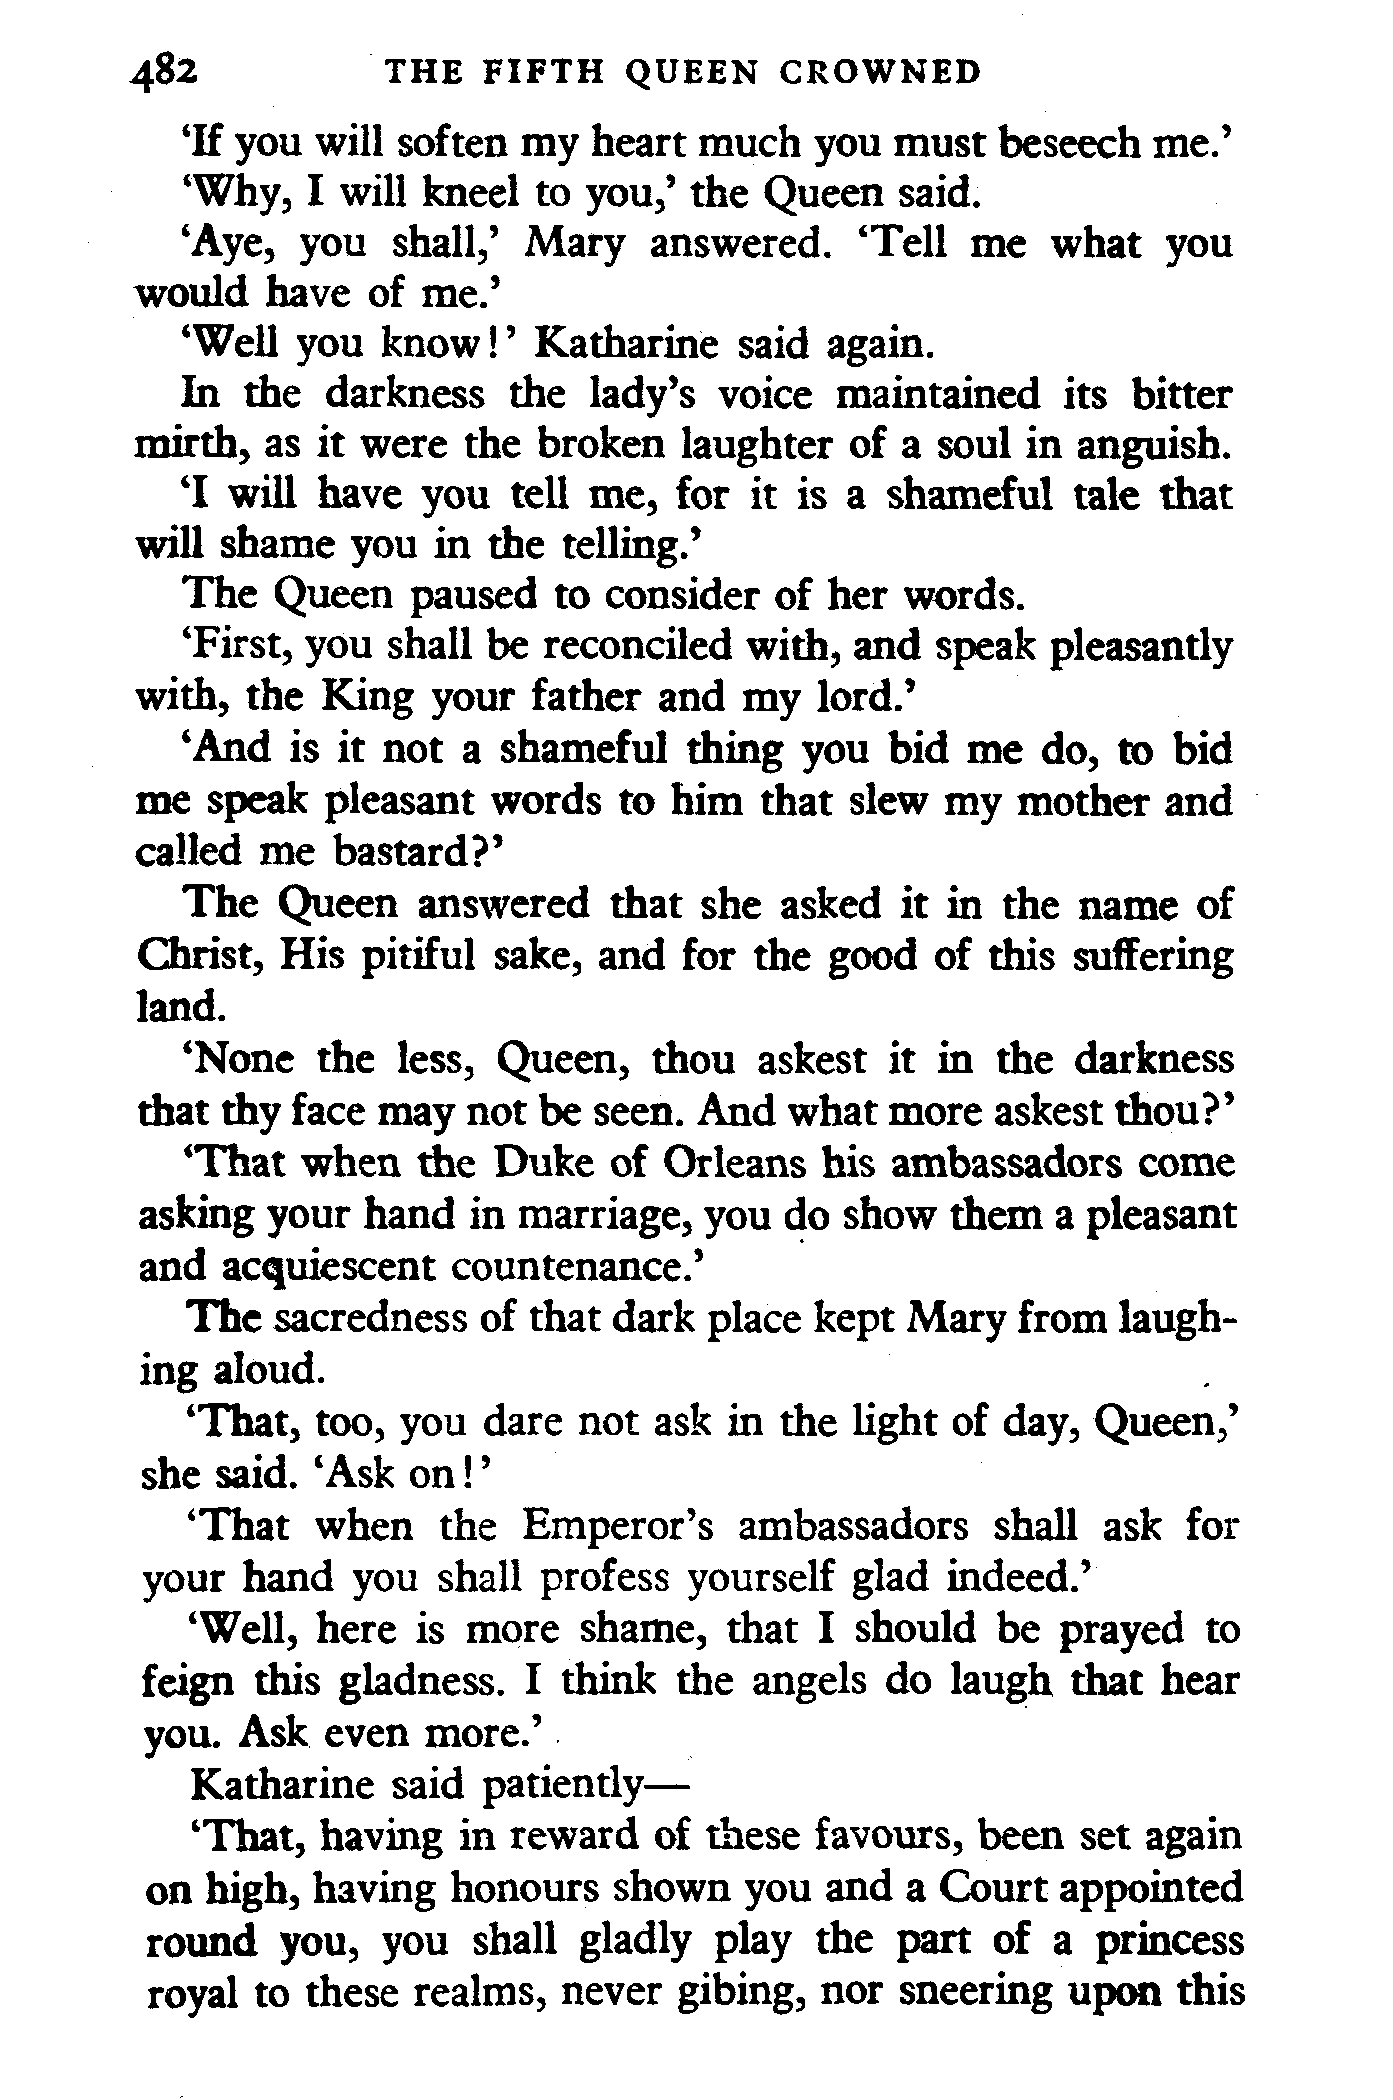 482 THE FIFTH QUEEN CROWNED
‘If you will soften my heart much you must beseech me.’
‘Why, I will kneel to you,’ the Queen said.
‘Aye, you shall,’ Mary answered. ‘Tell me what you
would have of me.’
‘Well you know!’ Katharine said again.
In the darkness the lady’s voice maintained its bitter
mirth, as it were the broken laughter of a soul in anguish.
‘I will have you tell me, for it is a shameful tale that
will shame you in the telling.’
The Queen paused to consider of her words.
‘First, you shall be reconciled with, and speak pleasantly
with, the King your father and my lord.’
‘And is it not a shameful thing you bid me do, to bid
me speak pleasant words to him that slew my mother and
called me bastard?’
The Queen answered that she asked it in the name of
Christ, His pitiful sake, and for the good of this suffering
land.
‘None the less, Queen, thou askest it in the darkness
that thy face may not be seen. And what more askest thou?’
‘That when the Duke of Orleans his ambassadors come
asking your hand in marriage, you do show them a pleasant
and acquiescent countenance.’
The sacredness of that dark place kept Mary from laugh-
ing aloud.
‘That, too, you dare not ask in the light of day, Queen,’
she said. ‘Ask on!’
‘That when the Emperor’s ambassadors shall ask for
your hand you shall profess yourself glad indeed.’
‘Well, here is more shame, that I should be prayed to
feign this gladness. I think the angels do laugh that hear
you. Ask even more.’
Katharine said patiently—
‘That, having in reward of these favours, been set again
on high, having honours shown you and a Court appointed
round you, you shall gladly play the part of a princess
royal to these realms, never gibing, nor sneering upon this